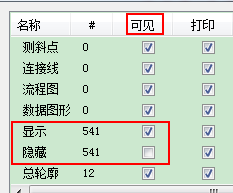 名称 # 可见 打印
测斜点 0
连接线 0
流程图 0
数据图形 0
显示 541
隐藏 541
总轮廓 12